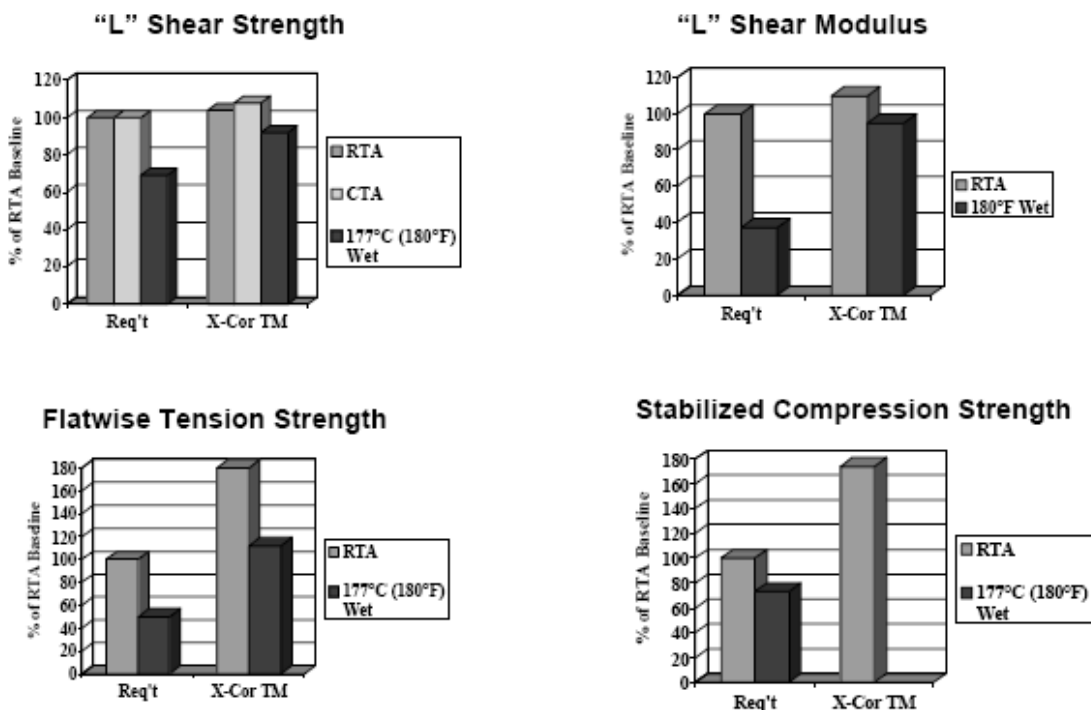 “L” Shear Strength
% of RTA Baseline
120
100
80
60
40
20
0
Req't
X-Cor TM
RTA
CTA
177°C (180°F)
Wet
“L” Shear Modulus
% of RTA Baseline
120
100
80
60
40
20
0
Req't
X-Cor TM
RTA
180°F Wet
Flatwise Tension Strength
% of RTA Baseline
180
160
140
120
100
80
60
40
20
0
Req't
X-Cor TM
RTA
177°C (180°F)
Wet
Stabilized Compression Strength
% of RTA Baseline
180
160
140
120
100
80
60
40
20
0
Req't
X-Cor TM
RTA
177°C (180°F)
Wet